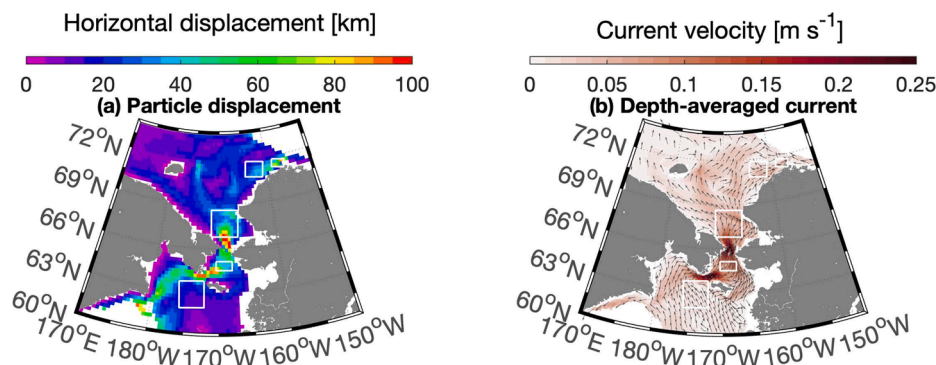 Horizontal displacement [km]
0 20 40 60 80 100
(a) Particle displacement
72°N
69°N
66°N
63°N
60°N
170°E 180°W 170°W 160°W 150°W
Current velocity [m s⁻¹]
0 0.05 0.1 0.15 0.2 0.25
(b) Depth-averaged current
72°N
69°N
66°N
63°N
60°N
170°E 180°W 170°W 160°W 150°W